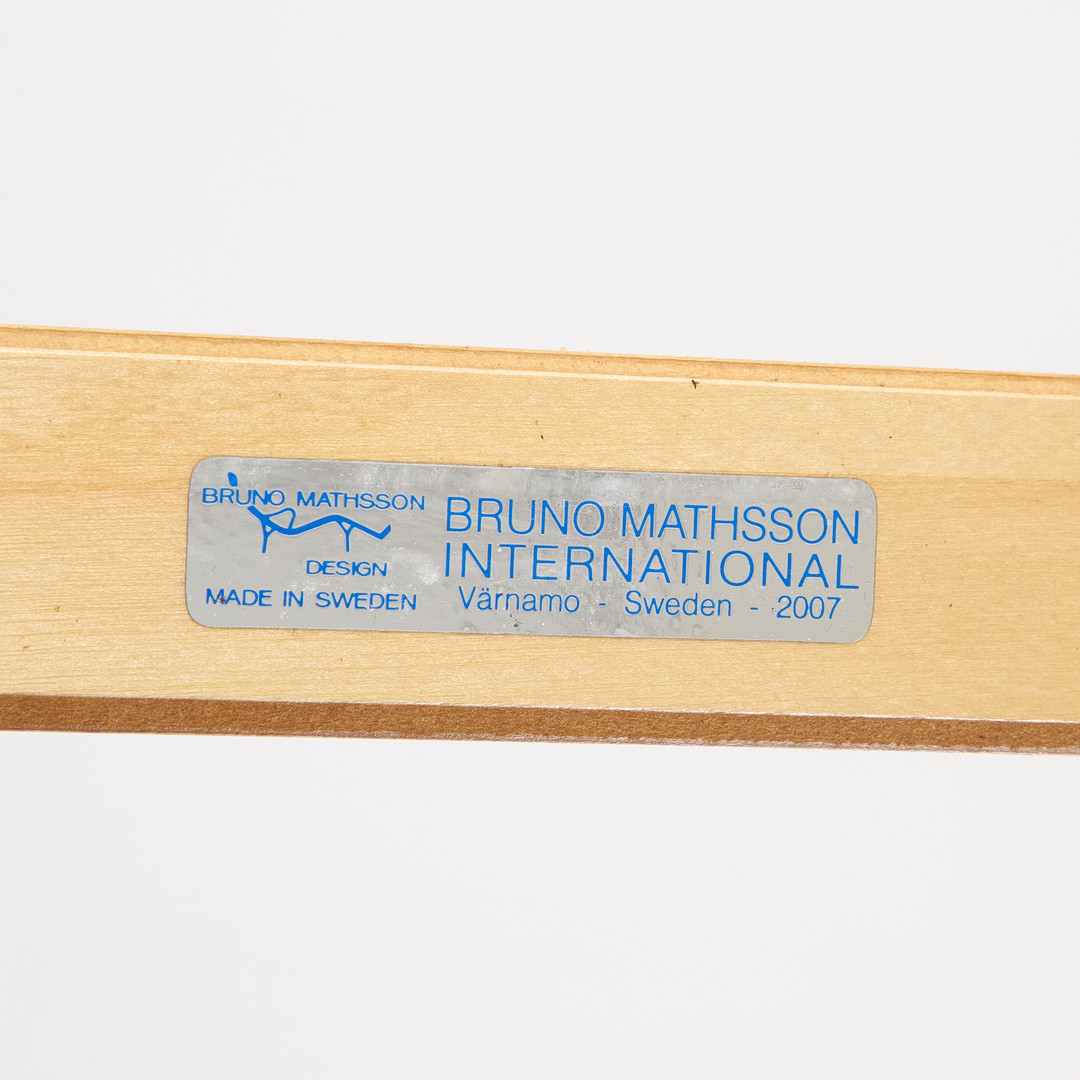 BRUNO MATHSSON
DESIGN
MADE IN SWEDEN
BRUNO MATHSSON
INTERNATIONAL
Värnamo - Sweden - 2007